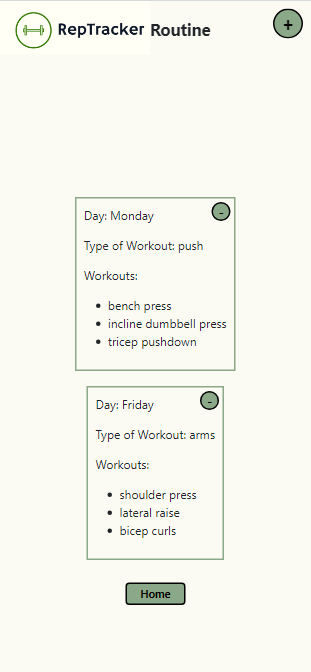 RepTracker Routine +
Day: Monday -
Type of Workout: push
Workouts:
• bench press
• incline dumbbell press
• tricep pushdown
Day: Friday -
Type of Workout: arms
Workouts:
• shoulder press
• lateral raise
• bicep curls
Home